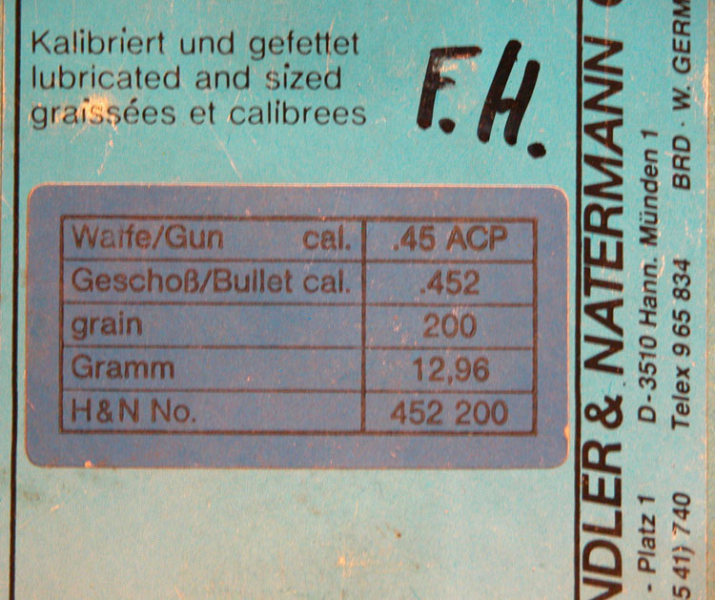 Kalibriert und gefettet
lubricated and sized
graissées et calibrees
F.H.
Waffe/Gun cal. .45 ACP
Geschoß/Bullet cal. .452
grain 200
Gramm 12,96
H&N No. 452 200
NDLER & NATERMANN
- Platz 1 D-3510 Hann. Münden 1
5 41) 740 Telex 9 65 834 BRD · W. GERM